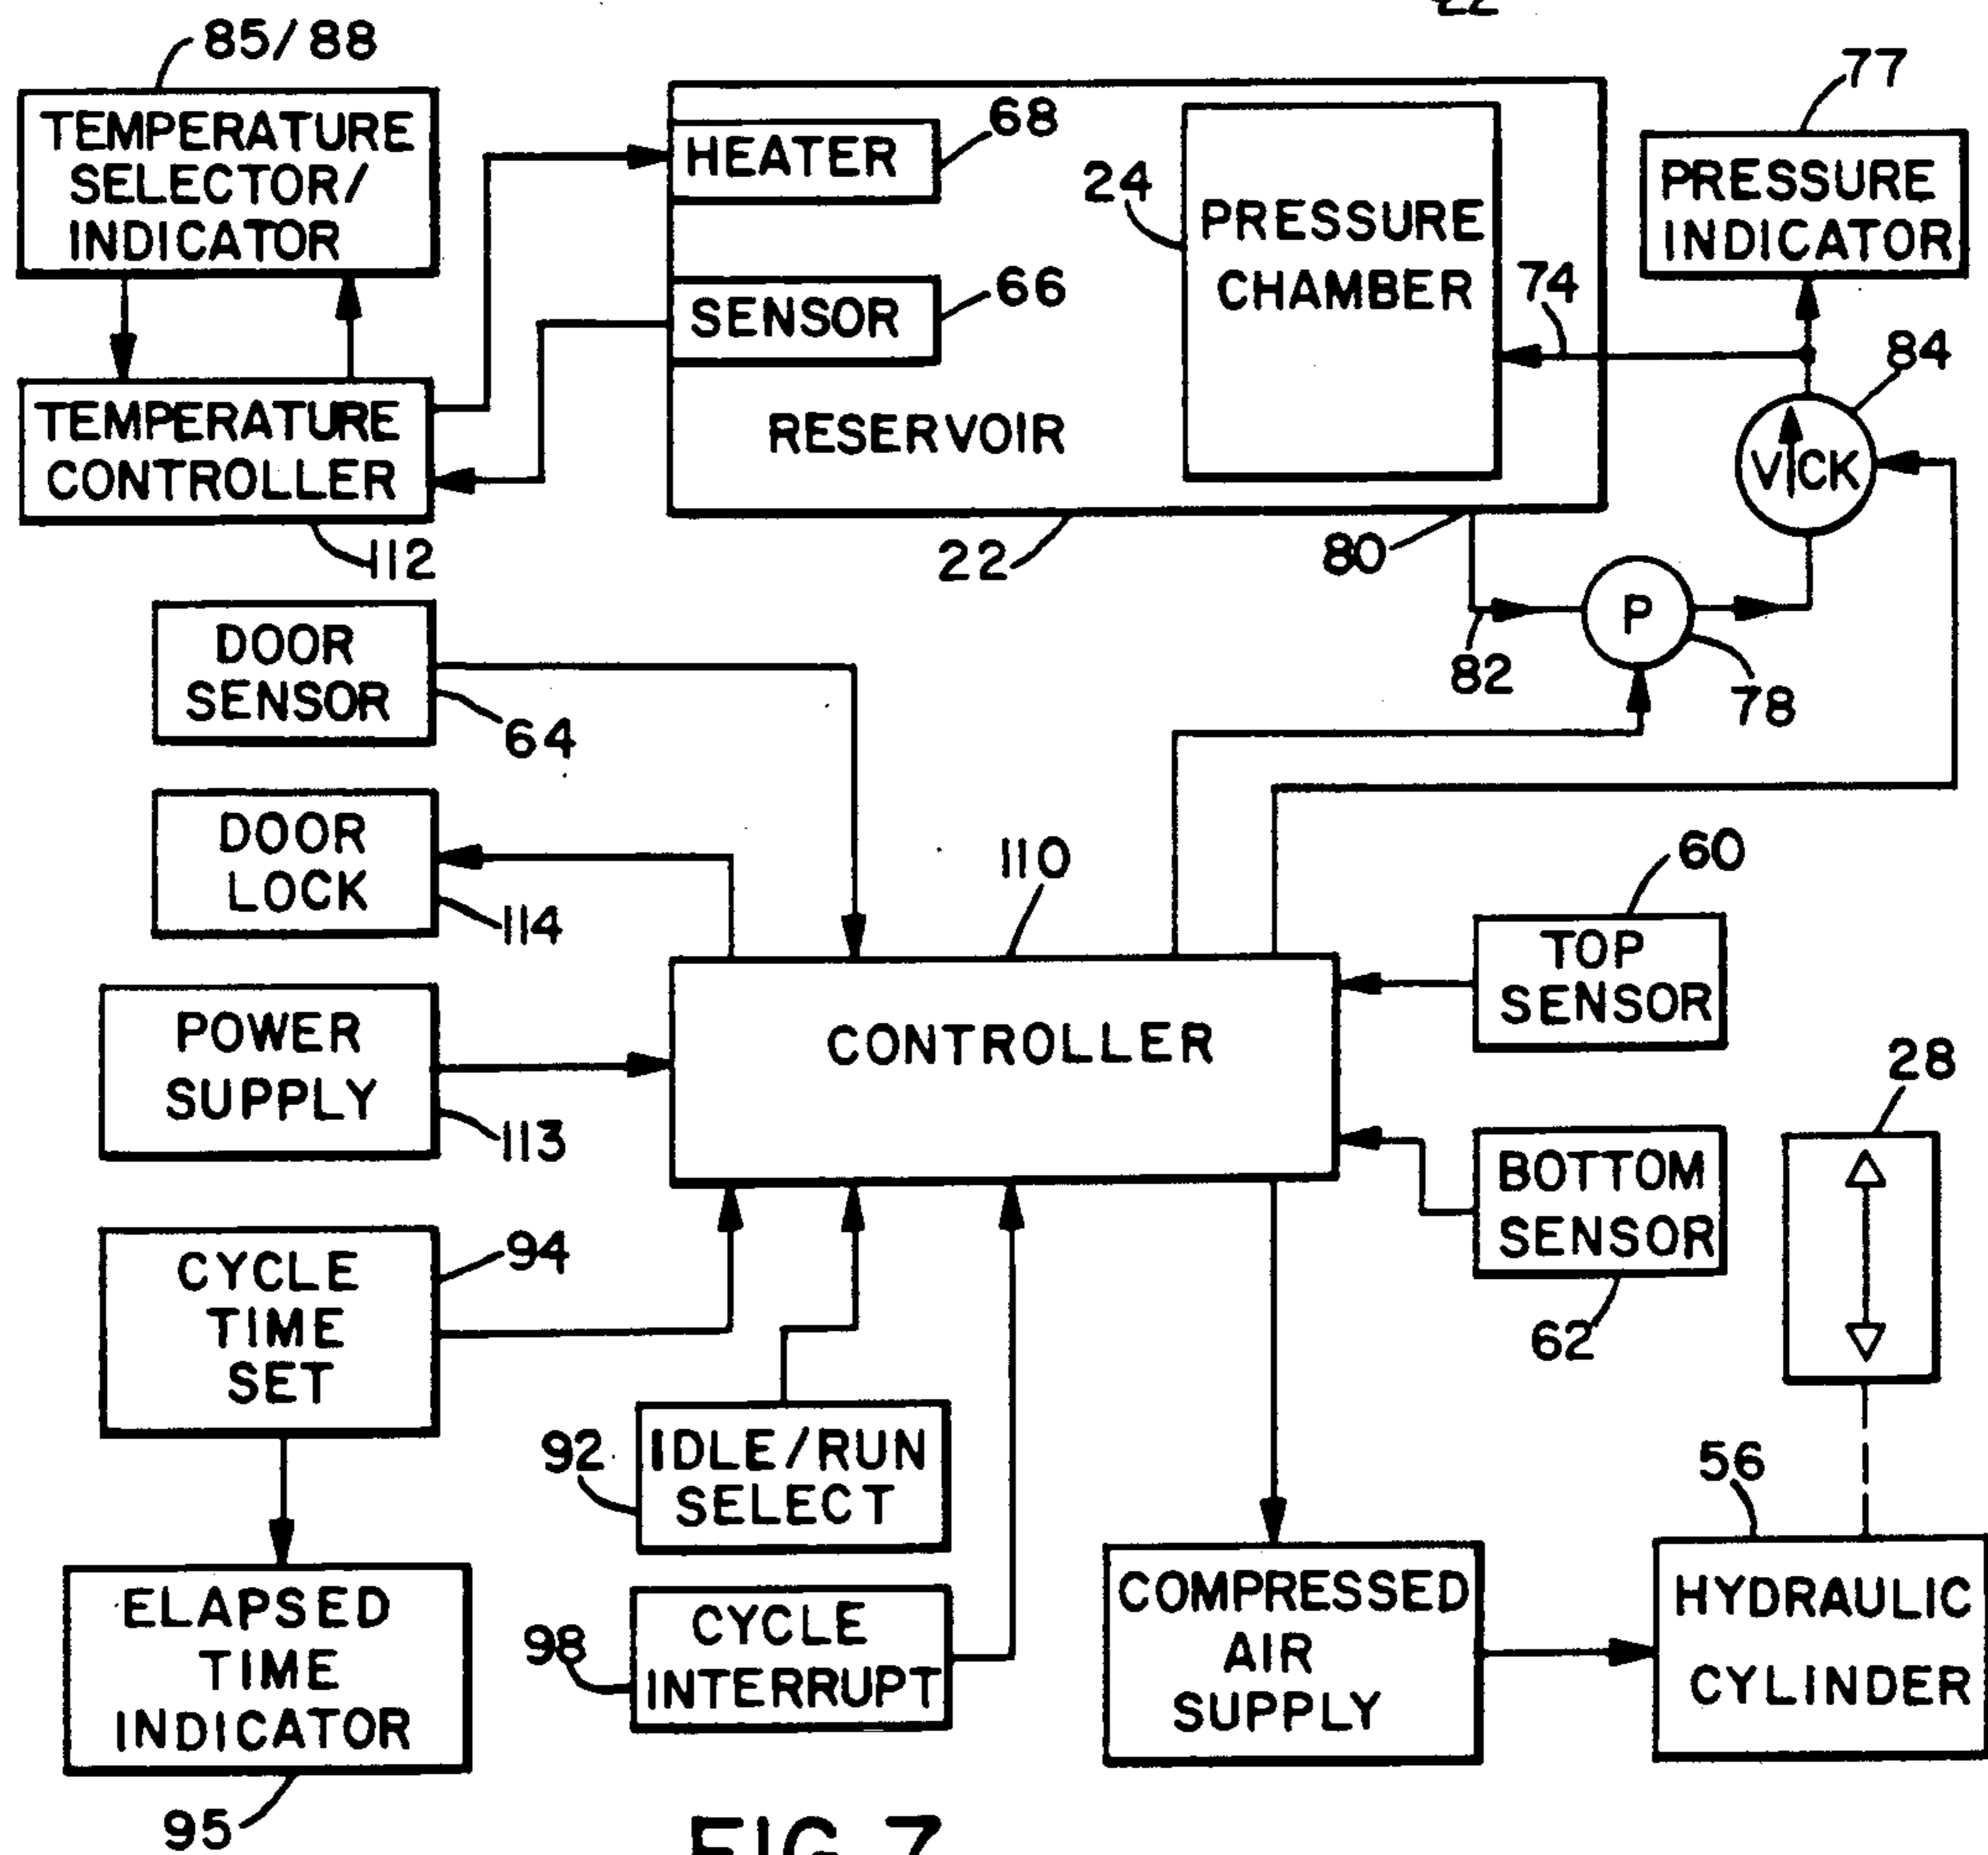 22
85/88
TEMPERATURE
SELECTOR/
INDICATOR
HEATER
68
24
PRESSURE
CHAMBER
77
PRESSURE
INDICATOR
SENSOR
66
74
84
TEMPERATURE
CONTROLLER
RESERVOIR
V CK
112
22
80
DOOR
SENSOR
64
P
82
78
DOOR
LOCK
114
110
60
TOP
SENSOR
POWER
SUPPLY
113
CONTROLLER
28
BOTTOM
SENSOR
62
CYCLE
TIME
SET
94
92
IDLE/RUN
SELECT
56
ELAPSED
TIME
INDICATOR
95
98
CYCLE
INTERRUPT
COMPRESSED
AIR
SUPPLY
HYDRAULIC
CYLINDER
FIG. 7